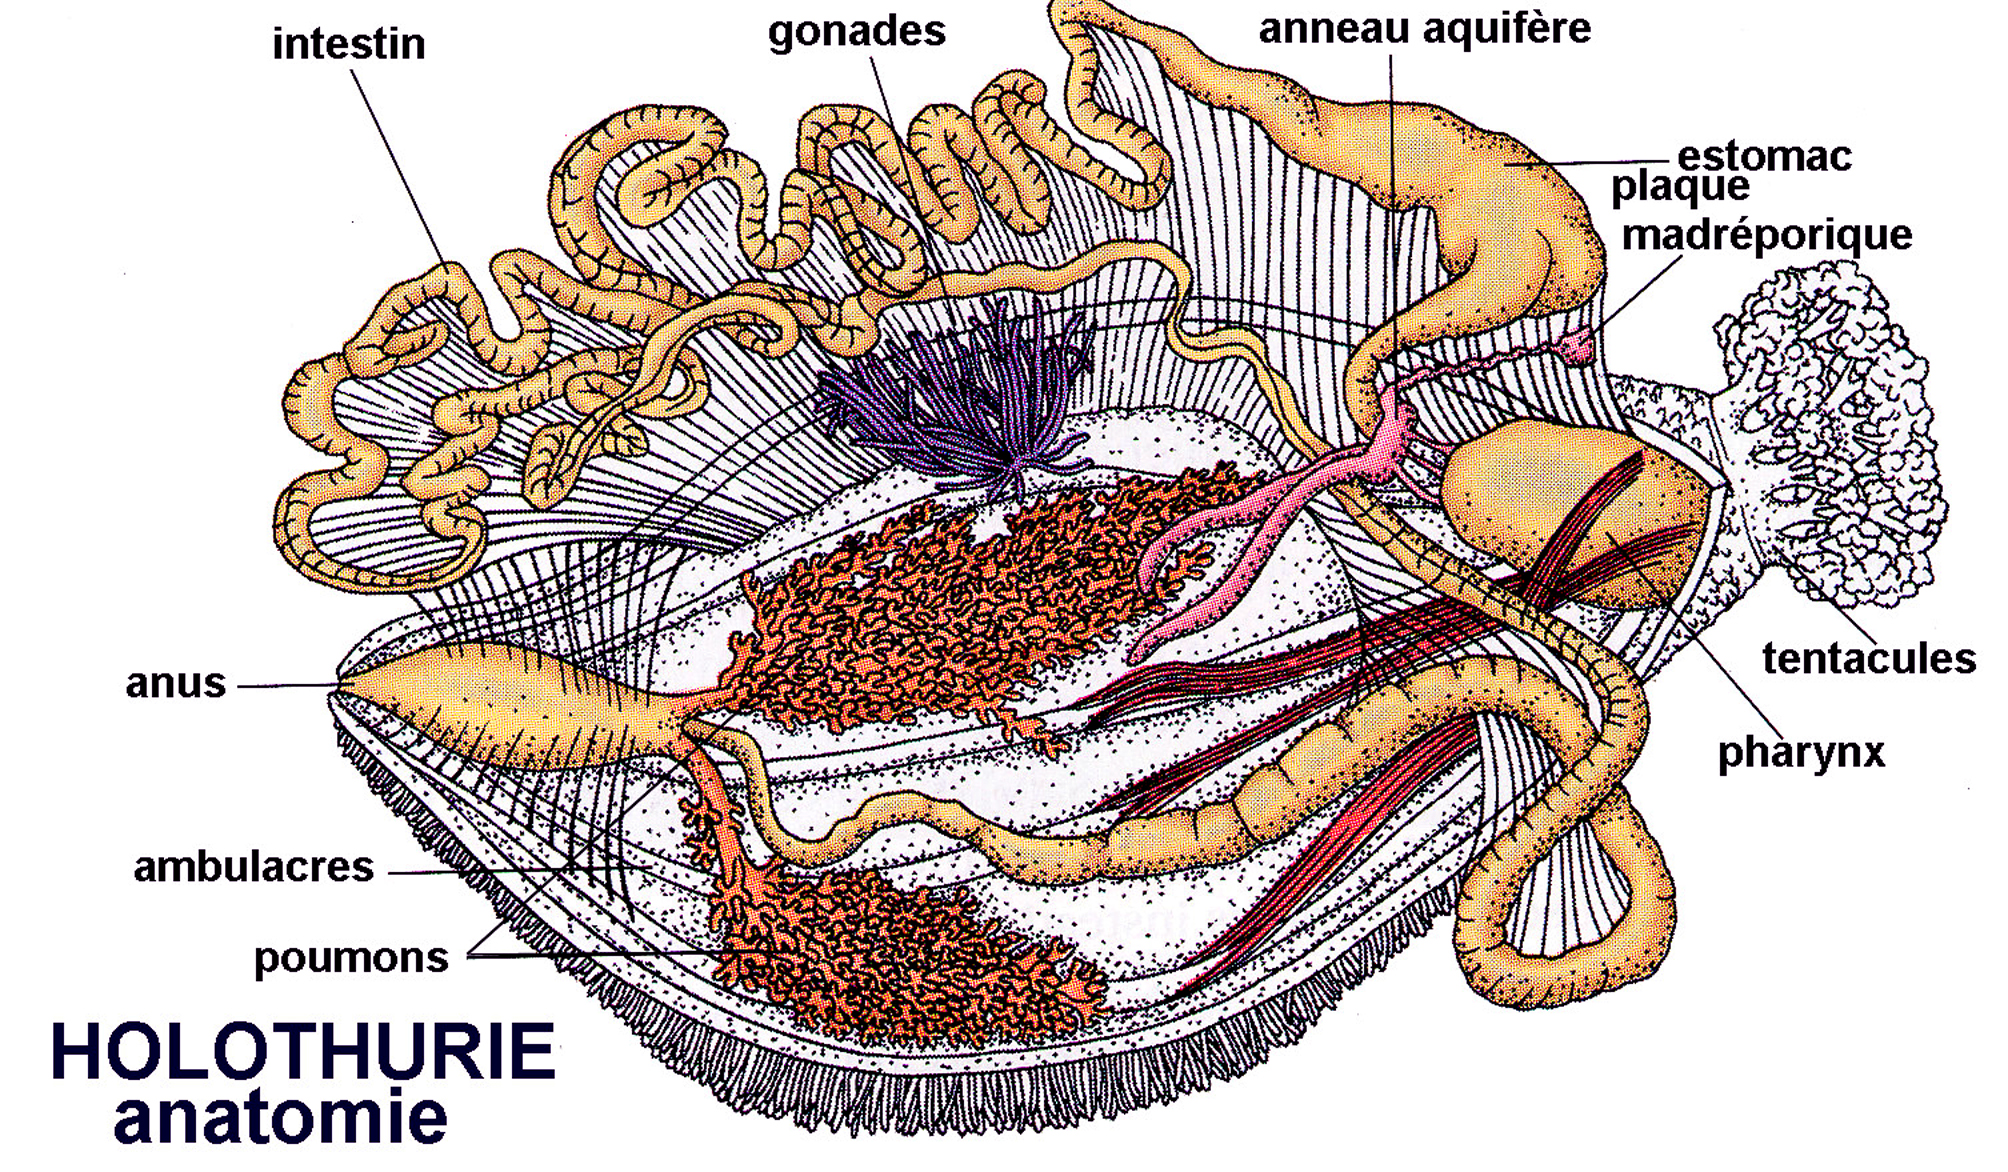 intestin
gonades
anneau aquifère
estomac
plaque
madréporique
tentacules
pharynx
anus
ambulacres
poumons
HOLOTHURIE
anatomie